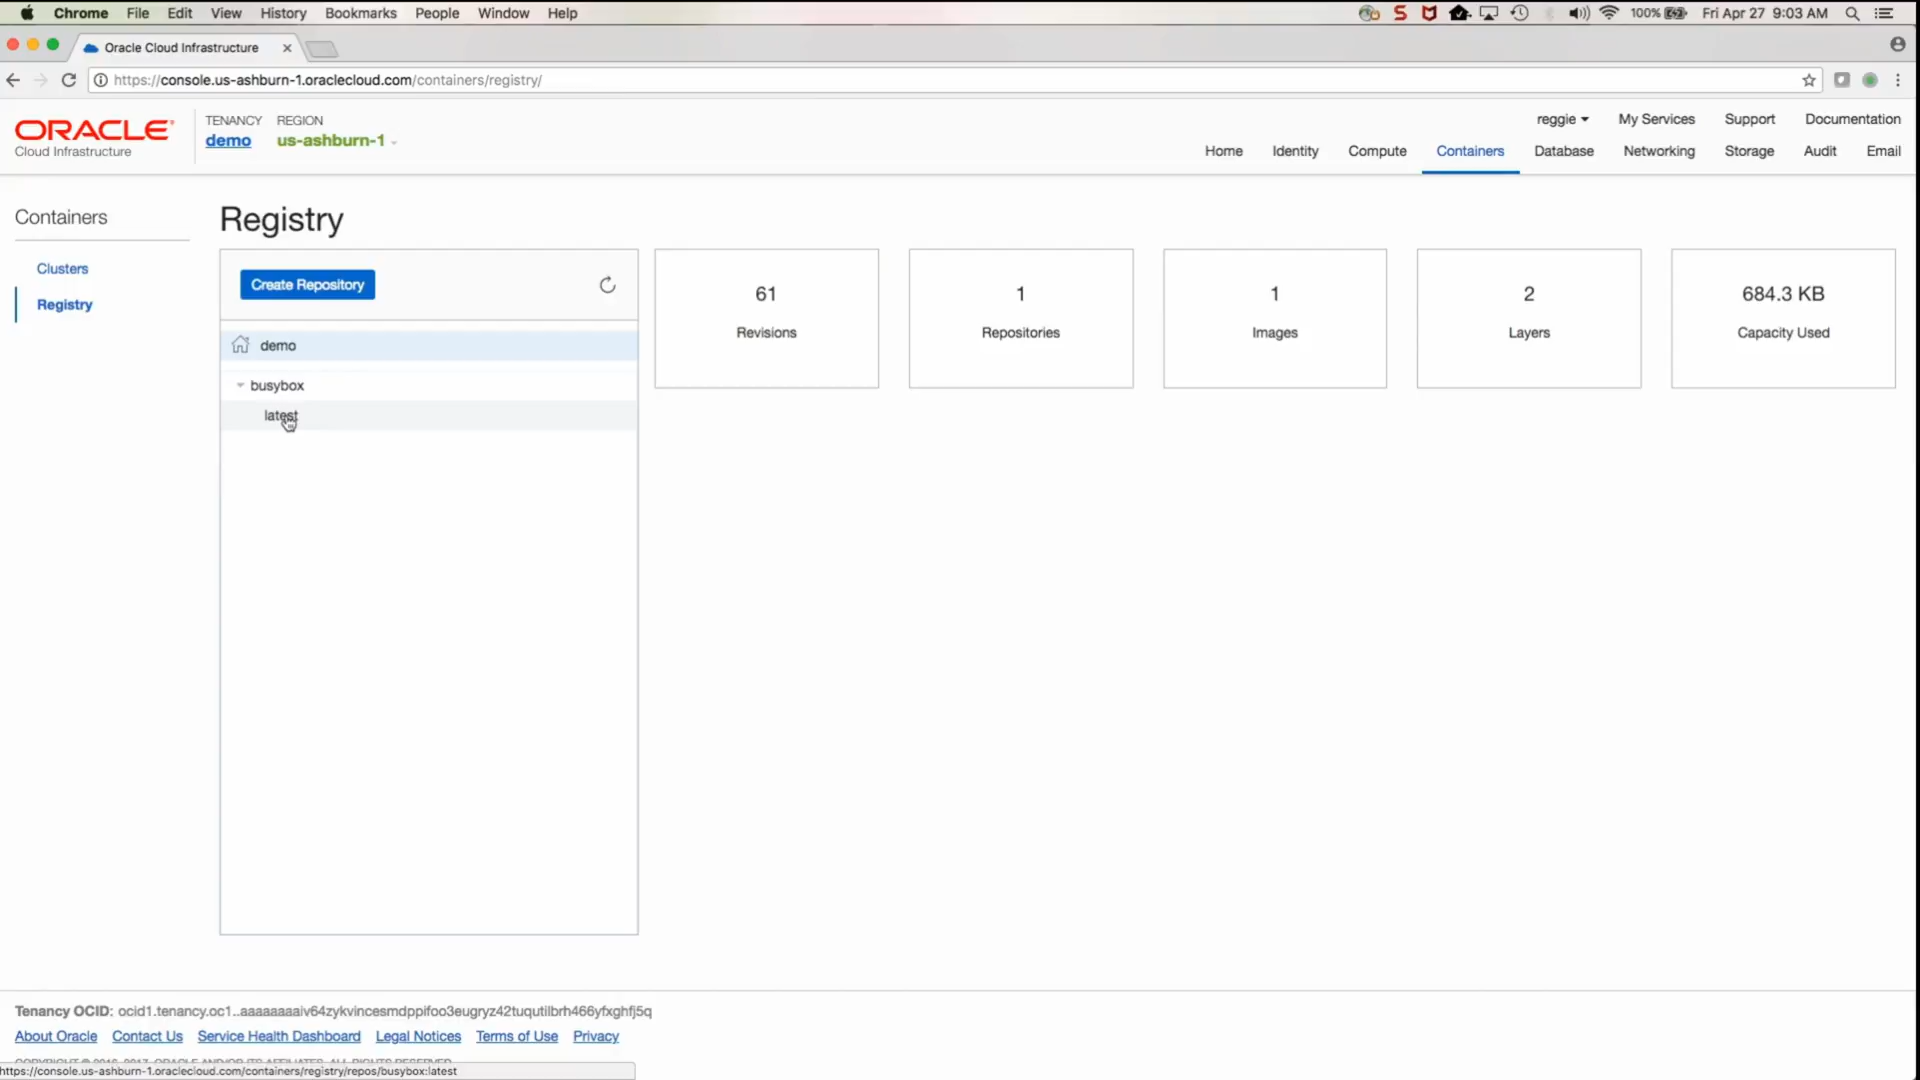 Chrome File Edit View History Bookmarks People Window Help
100% Fri Apr 27 9:03 AM
Oracle Cloud Infrastructure
https://console.us-ashburn-1.oraclecloud.com/containers/registry/
ORACLE
Cloud Infrastructure
TENANCY REGION
demo us-ashburn-1
reggie My Services Support Documentation
Home Identity Compute Containers Database Networking Storage Audit Email
Containers
Clusters
Registry
Registry
Create Repository
demo
busybox
latest
61
Revisions
1
Repositories
1
Images
2
Layers
684.3 KB
Capacity Used
Tenancy OCID: ocid1.tenancy.oc1..aaaaaaaaiv64zykvincesmdppifoo3eugryz42tuqutilbrh466yfxghfj5q
About Oracle Contact Us Service Health Dashboard Legal Notices Terms of Use Privacy
https://console.us-ashburn-1.oraclecloud.com/containers/registry/repos/busybox:latest